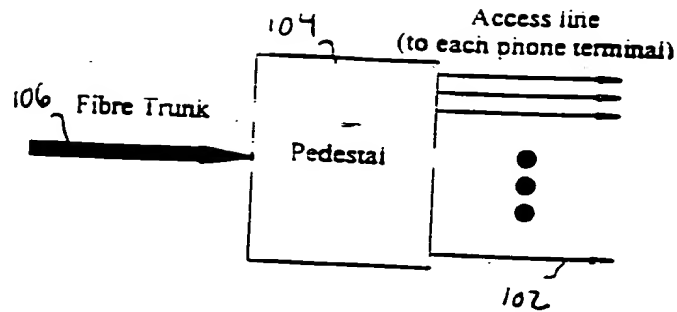 Access line
(to each phone terminal)
104
106 Fibre Trunk
Pedestal
102